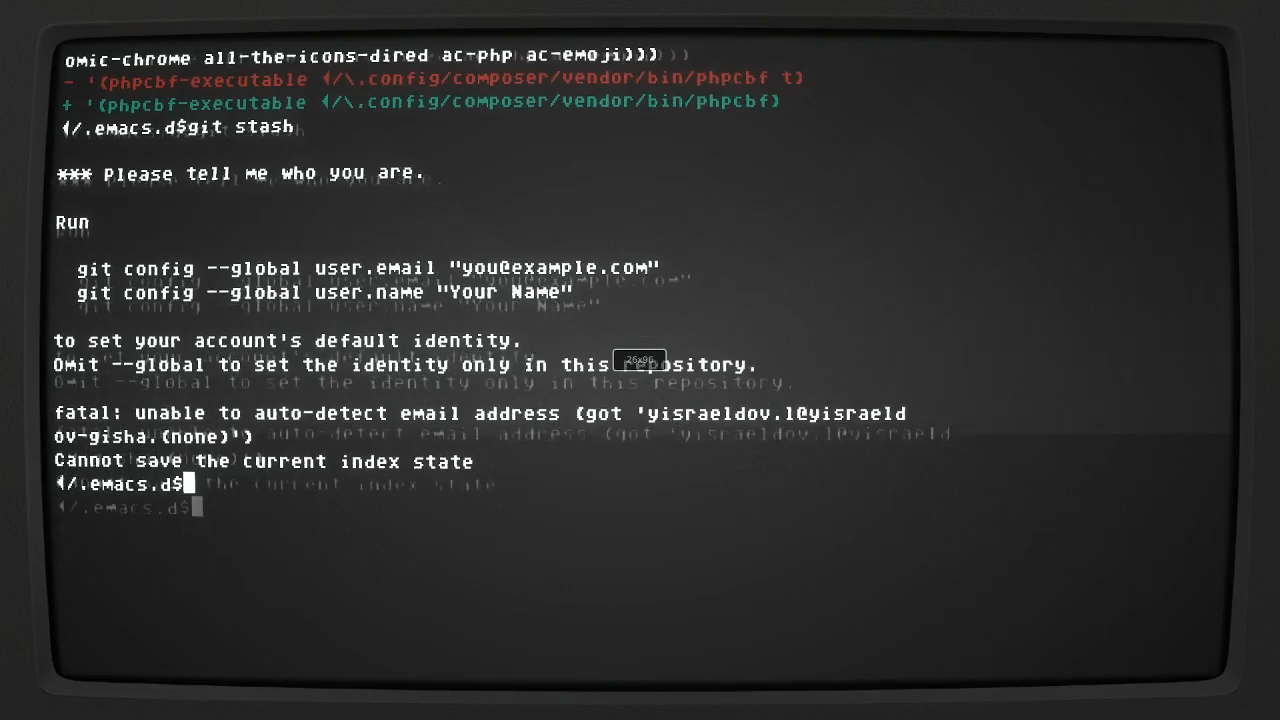 omic-chrome all-the-icons-dired ac-php ac-emoji)))
- '(phpcbf-executable ~/\.config/composer/vendor/bin/phpcbf t)
+ '(phpcbf-executable ~/\.config/composer/vendor/bin/phpcbf)
~/.emacs.d$git stash
*** Please tell me who you are.
Run
git config --global user.email "you@example.com"
git config --global user.name "Your Name"
to set your account's default identity.
Omit --global to set the identity only in this repository.
26x96
fatal: unable to auto-detect email address (got 'yisraeldov.l@yisraeld
ov-gisha.(none)')
Cannot save the current index state
~/.emacs.d$